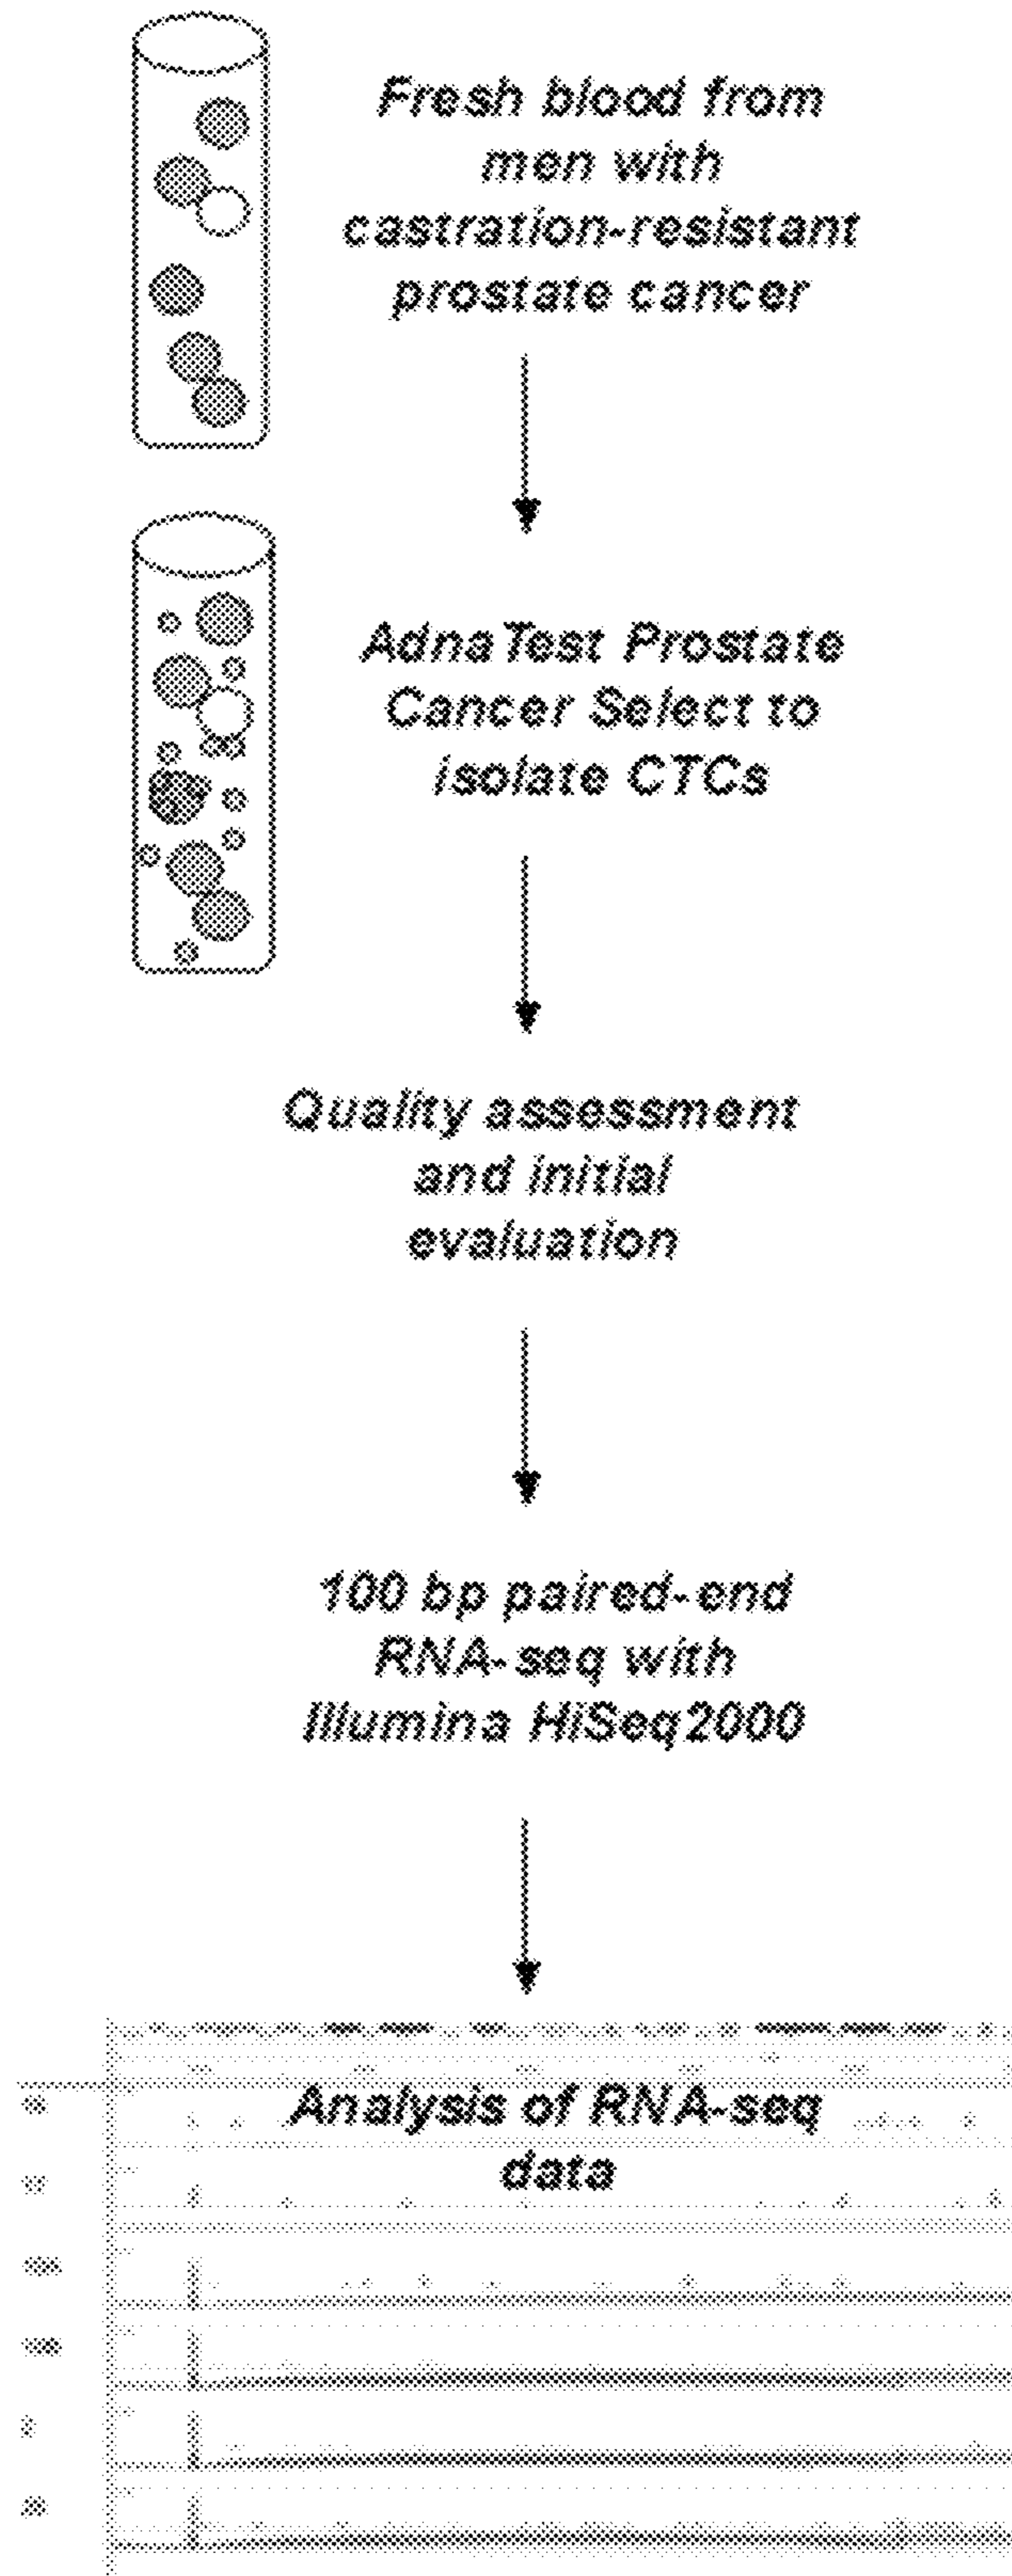 Fresh blood from
men with
castration-resistant
prostate cancer
AdnaTest Prostate
Cancer Select to
isolate CTCs
Quality assessment
and initial
evaluation
100 bp paired-end
RNA-seq with
Illumina HiSeq2000
Analysis of RNA-seq
data